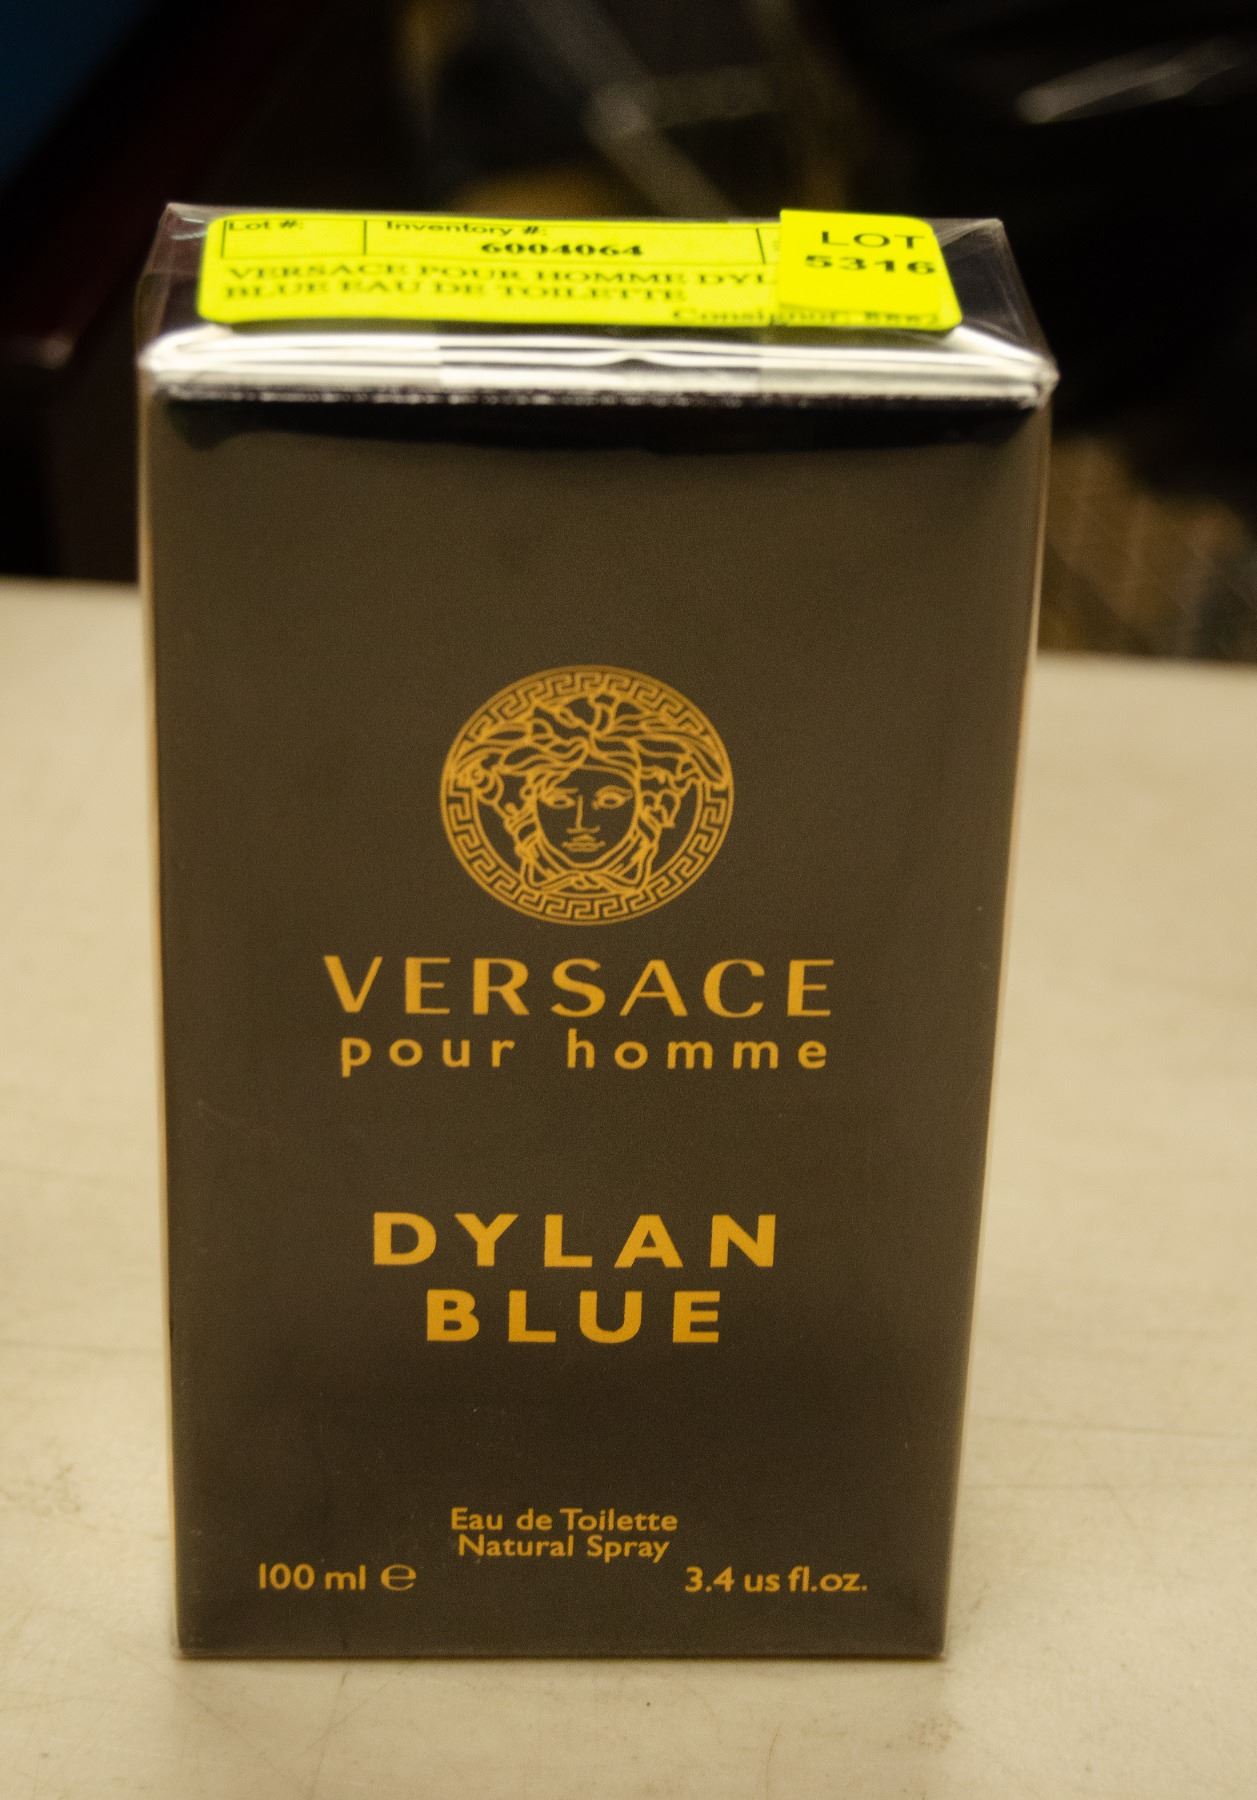 Lot #: Inventory #:
6004064
LOT
5316
VERSACE POUR HOMME DYL
BLUE EAU DE TOILETTE
Consignor:
VERSACE
pour homme
DYLAN
BLUE
Eau de Toilette
Natural Spray
100 ml ℮ 3.4 us fl.oz.